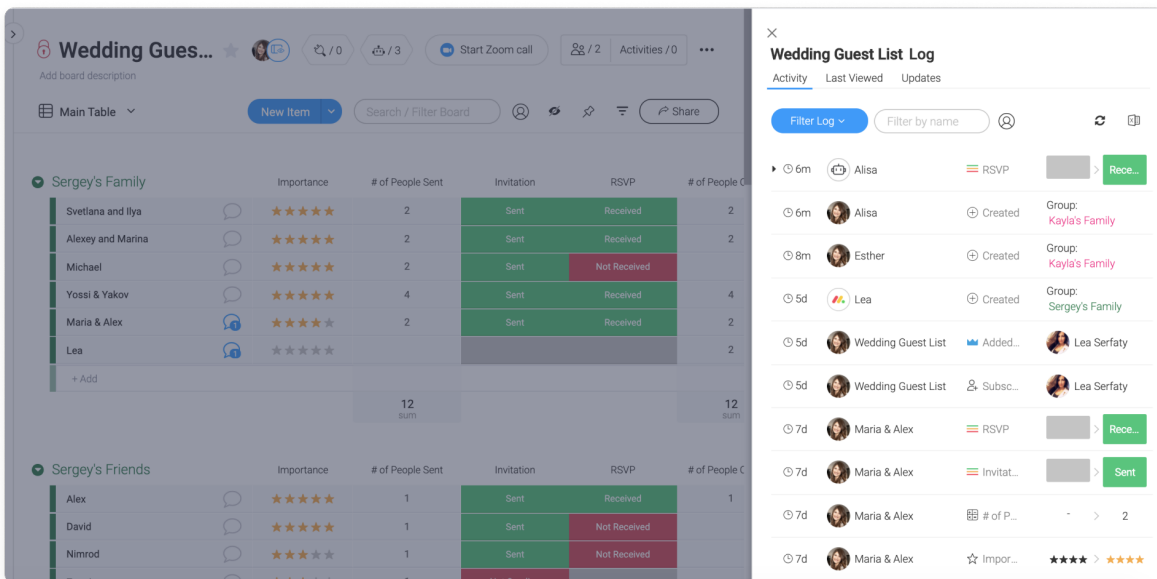 Wedding Gues...
/ 0
/ 3
Start Zoom call
/ 2
Activities / 0
Add board description
Main Table
New Item
Search / Filter Board
Share
Sergey's Family
Importance
# of People Sent
Invitation
RSVP
# of People C
Svetlana and Ilya
2
Sent
Received
2
Alexey and Marina
2
Sent
Received
2
Michael
2
Sent
Not Received
Yossi & Yakov
4
Sent
Received
4
Maria & Alex
1
2
Sent
Received
2
Lea
1
2
+ Add
12
sum
12
sum
Sergey's Friends
Importance
# of People Sent
Invitation
RSVP
# of People C
Alex
1
Sent
Received
1
David
1
Sent
Not Received
Nimrod
1
Sent
Not Received
Wedding Guest List Log
Activity
Last Viewed
Updates
Filter Log
Filter by name
6m
Alisa
RSVP
Rece...
6m
Alisa
Created
Group:
Kayla's Family
8m
Esther
Created
Group:
Kayla's Family
5d
Lea
Created
Group:
Sergey's Family
5d
Wedding Guest List
Added...
Lea Serfaty
5d
Wedding Guest List
Subsc...
Lea Serfaty
7d
Maria & Alex
RSVP
Rece...
7d
Maria & Alex
Invitat...
Sent
7d
Maria & Alex
# of P...
-
2
7d
Maria & Alex
Impor...